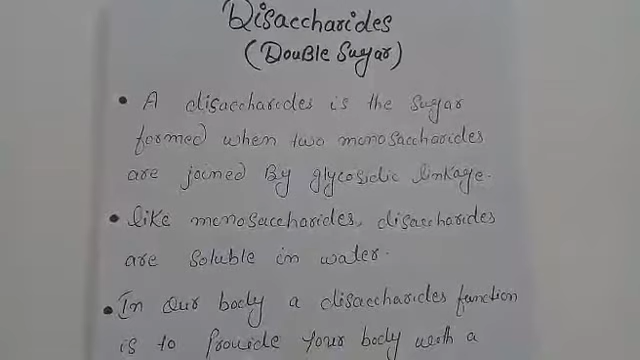 Disaccharides
(Double Sugar)
• A disaccharides is the sugar
formed when two monosaccharides
are joined By glycosidic linkage.
• like monosaccharides, disaccharides
are soluble in water.
• In our body a disaccharides function
is to Provide your body with a